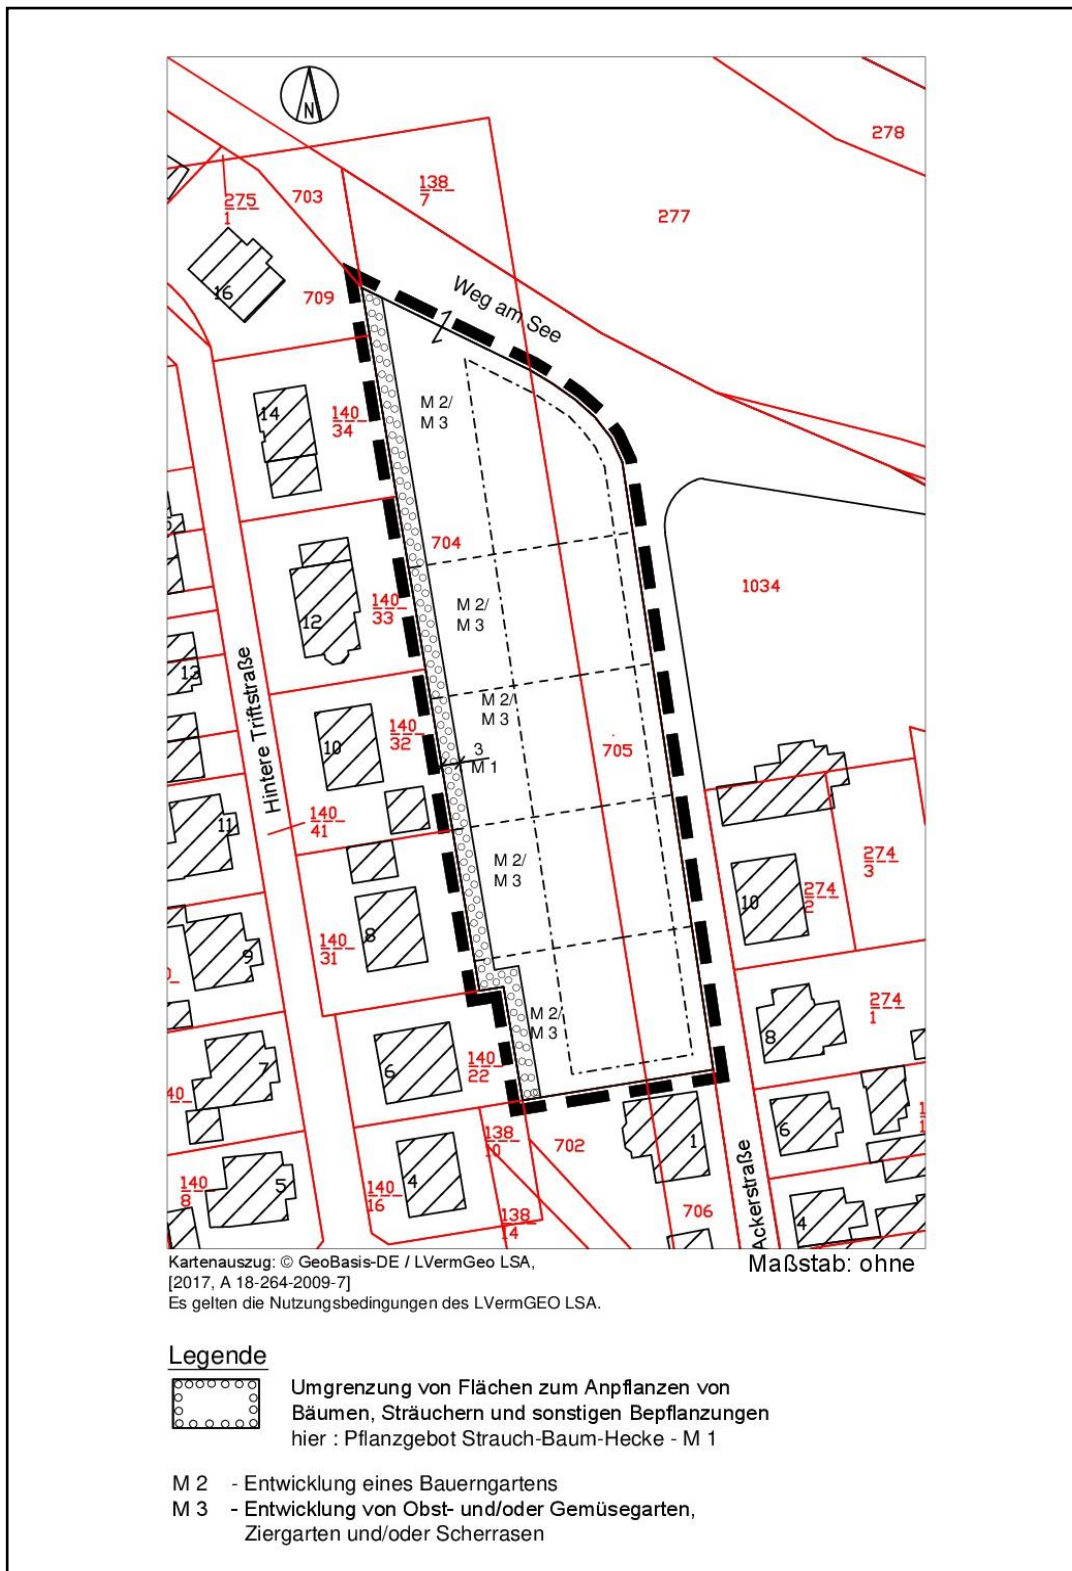 N
278
138
7
277
703
275
1
16
709
Weg am See
M 2/
M 3
14
140
34
704
1034
M 2/
M 3
140
33
12
13
Hintere Triftstraße
M 2/
M 3
140
32
10
3
M 1
705
11
140
41
M 2/
M 3
274
3
274
2
10
8
140
31
9
M 2/
M 3
274
1
8
7
6
140
22
138
10
702
1
6
140
8
5
140
16
4
138
14
706
Ackerstraße
4
Kartenauszug: © GeoBasis-DE / LVermGeo LSA,
[2017, A 18-264-2009-7]
Es gelten die Nutzungsbedingungen des LVermGEO LSA.
Maßstab: ohne
Legende
Umgrenzung von Flächen zum Anpflanzen von
Bäumen, Sträuchern und sonstigen Bepflanzungen
hier : Pflanzgebot Strauch-Baum-Hecke - M 1
M 2 - Entwicklung eines Bauerngartens
M 3 - Entwicklung von Obst- und/oder Gemüsegarten,
Ziergarten und/oder Scherrasen